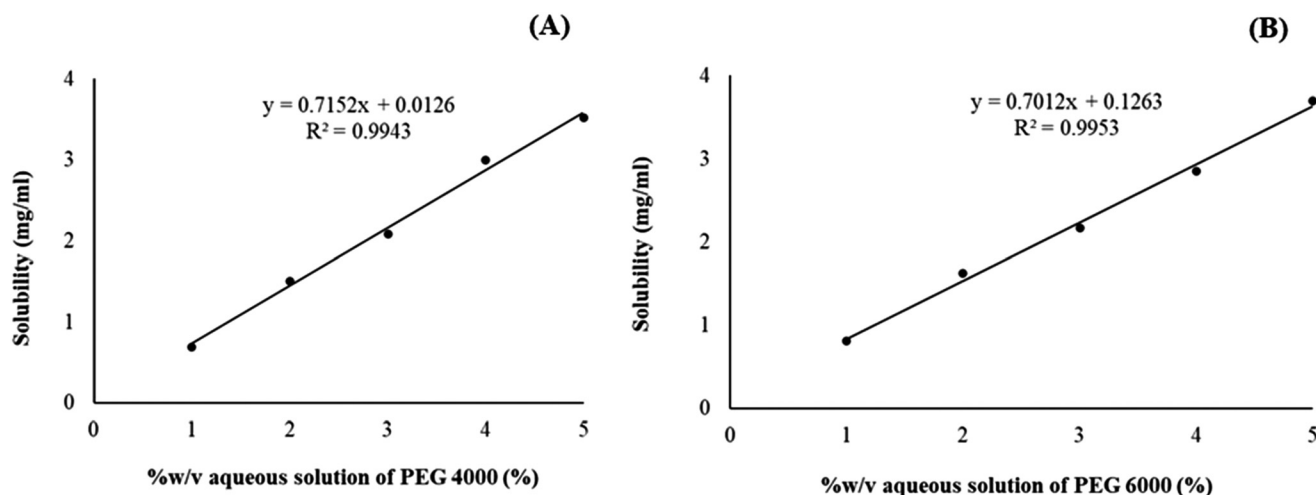 (A)
y = 0.7152x + 0.0126
R² = 0.9943
Solubility (mg/ml)
4
3
2
1
0
0 1 2 3 4 5
%w/v aqueous solution of PEG 4000 (%)
(B)
y = 0.7012x + 0.1263
R² = 0.9953
Solubility (mg/ml)
4
3
2
1
0
0 1 2 3 4 5
%w/v aqueous solution of PEG 6000 (%)